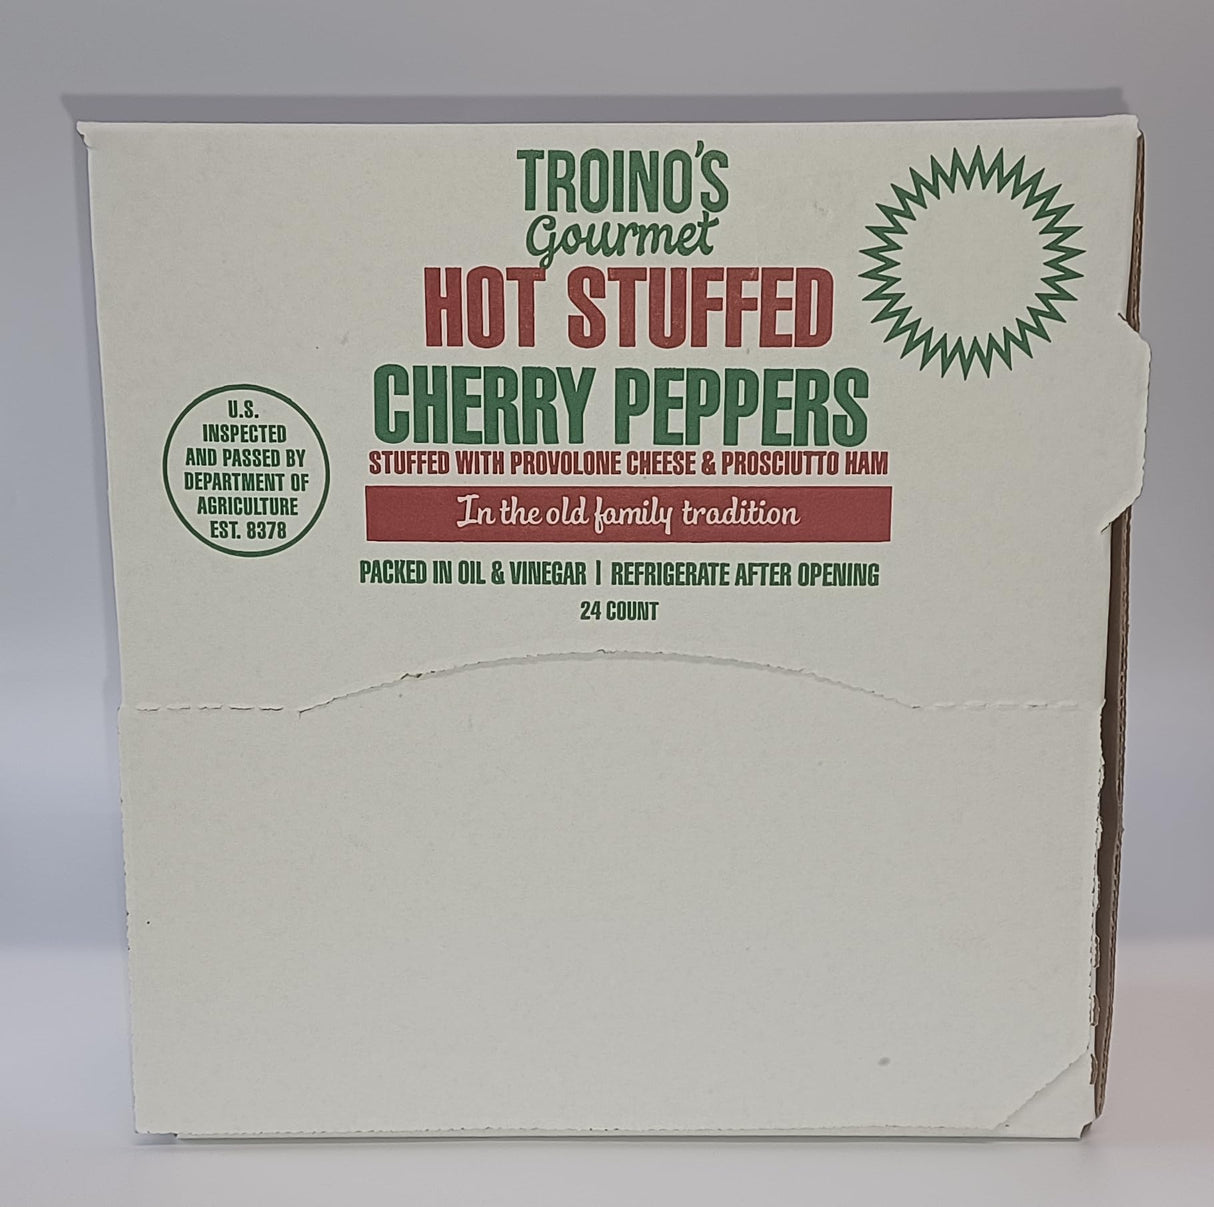 TROINO'S
Gourmet
HOT STUFFED
CHERRY PEPPERS
STUFFED WITH PROVOLONE CHEESE & PROSCIUTTO HAM
In the old family tradition
PACKED IN OIL & VINEGAR | REFRIGERATE AFTER OPENING
24 COUNT
U.S.
INSPECTED
AND PASSED BY
DEPARTMENT OF
AGRICULTURE
EST. 8378